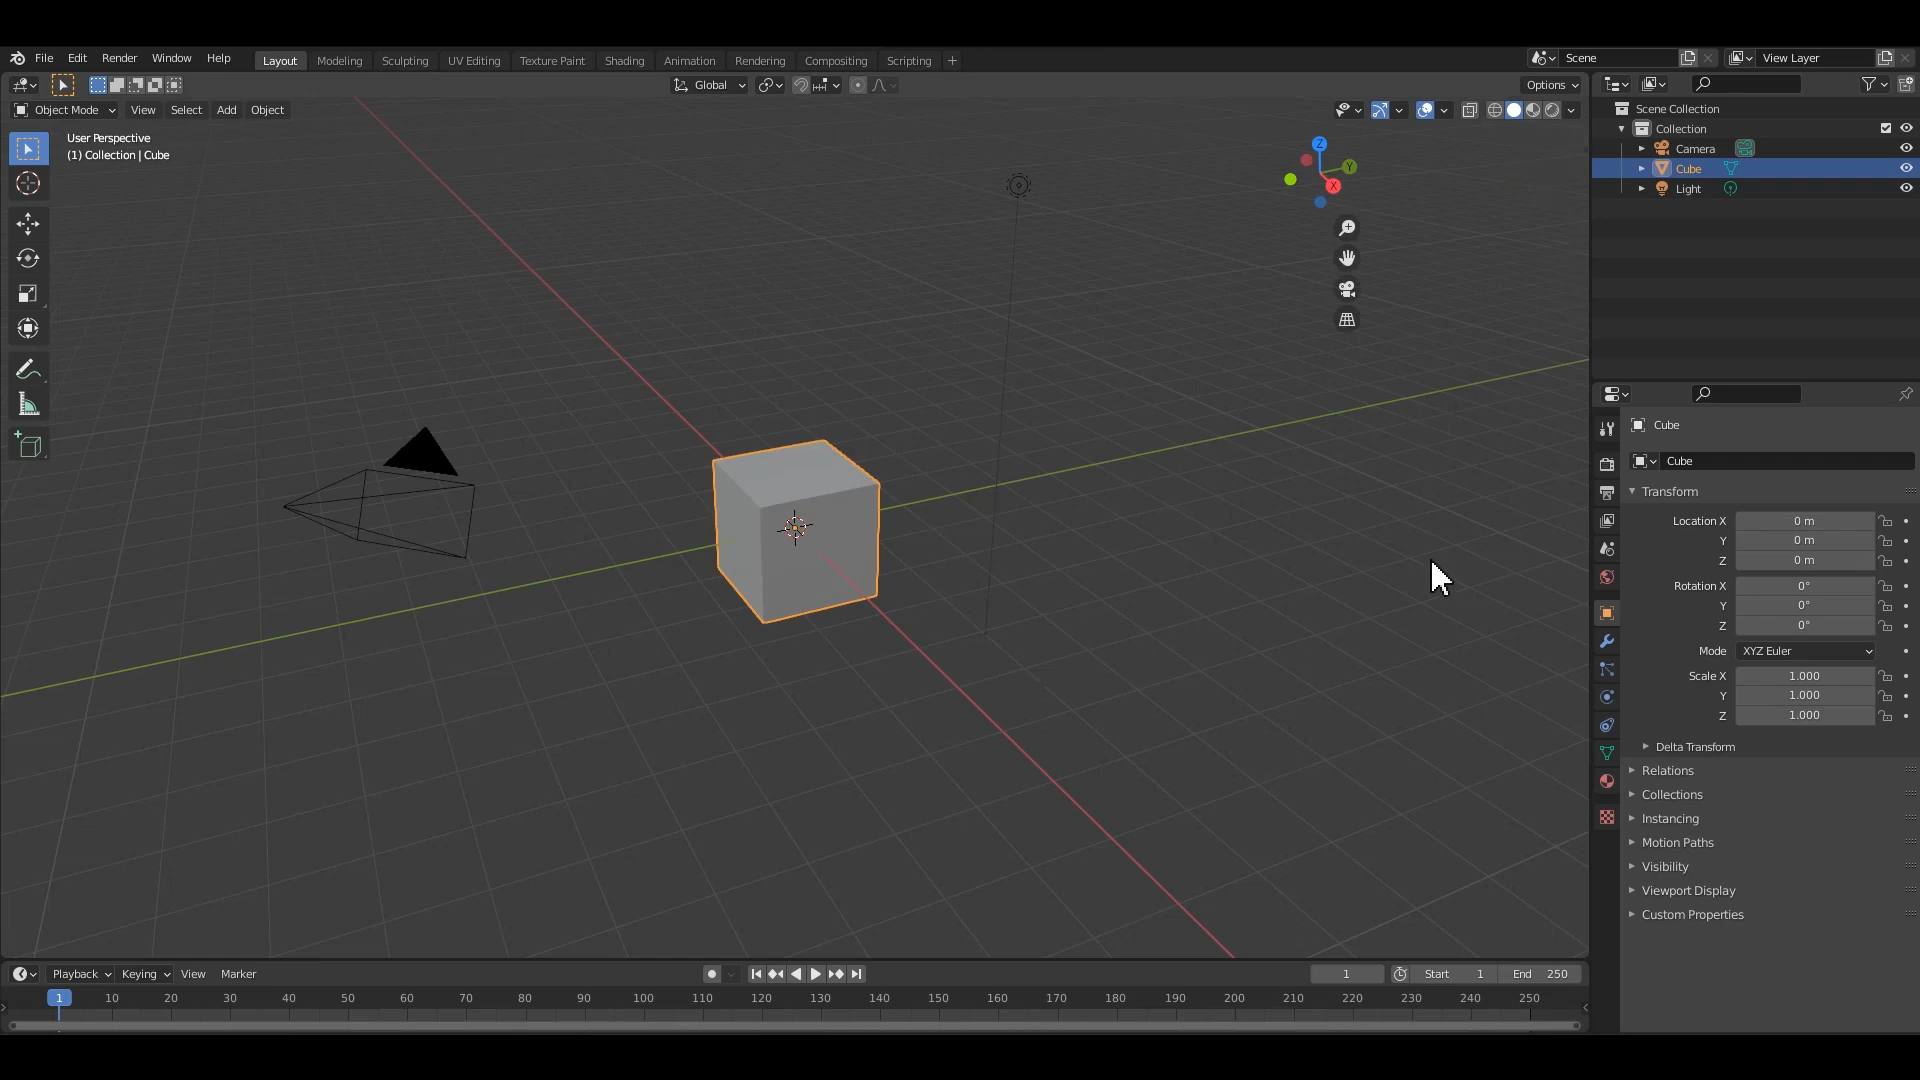 File Edit Render Window Help Layout Modeling Sculpting UV Editing Texture Paint Shading Animation Rendering Compositing Scripting + Scene View Layer
Global Options
Object Mode View Select Add Object
User Perspective
(1) Collection | Cube
Z
Y
X
Scene Collection
Collection
Camera
Cube
Light
Cube
Cube
Transform
Location X 0 m
Y 0 m
Z 0 m
Rotation X 0°
Y 0°
Z 0°
Mode XYZ Euler
Scale X 1.000
Y 1.000
Z 1.000
Delta Transform
Relations
Collections
Instancing
Motion Paths
Visibility
Viewport Display
Custom Properties
Playback Keying View Marker 1 Start 1 End 250
1 10 20 30 40 50 60 70 80 90 100 110 120 130 140 150 160 170 180 190 200 210 220 230 240 250